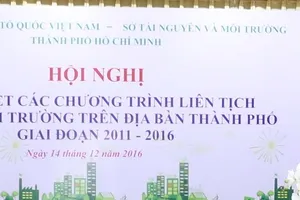 TỔ QUỐC VIỆT NAM - SỞ TÀI NGUYÊN VÀ MÔI TRƯỜNG
THÀNH PHỐ HỒ CHÍ MINH
HỘI NGHỊ
CÁC CHƯƠNG TRÌNH LIÊN TỊCH
TRƯỜNG TRÊN ĐỊA BÀN THÀNH PHỐ
GIAI ĐOẠN 2011 - 2016
Ngày 14 tháng 12 năm 2016